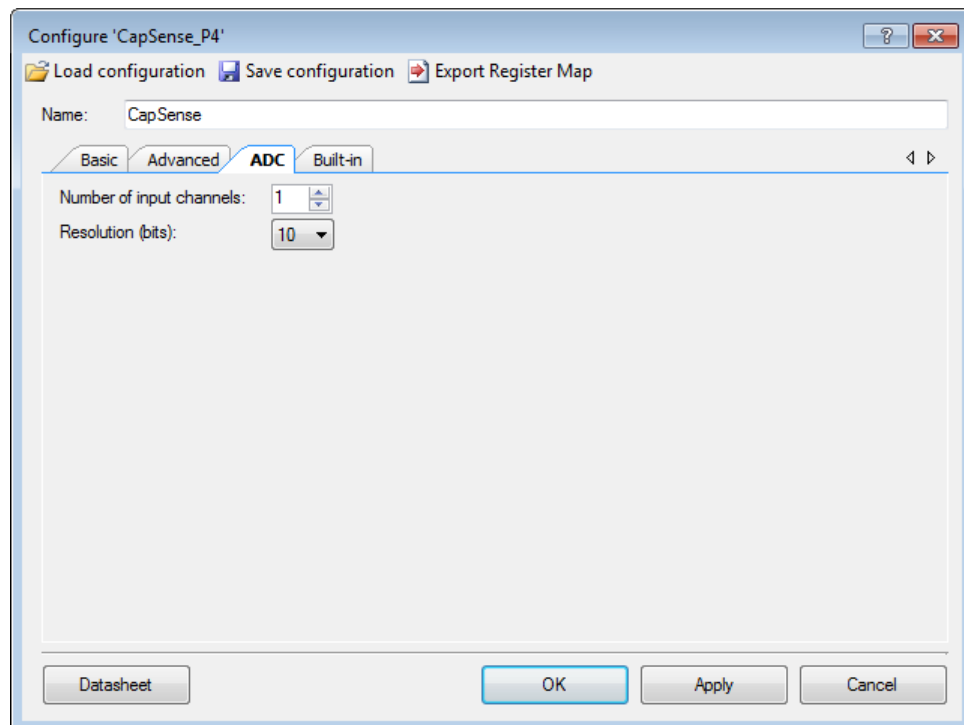 Configure 'CapSense_P4'
Load configuration Save configuration Export Register Map
Name: CapSense
Basic Advanced ADC Built-in
Number of input channels: 1
Resolution (bits): 10
Datasheet OK Apply Cancel